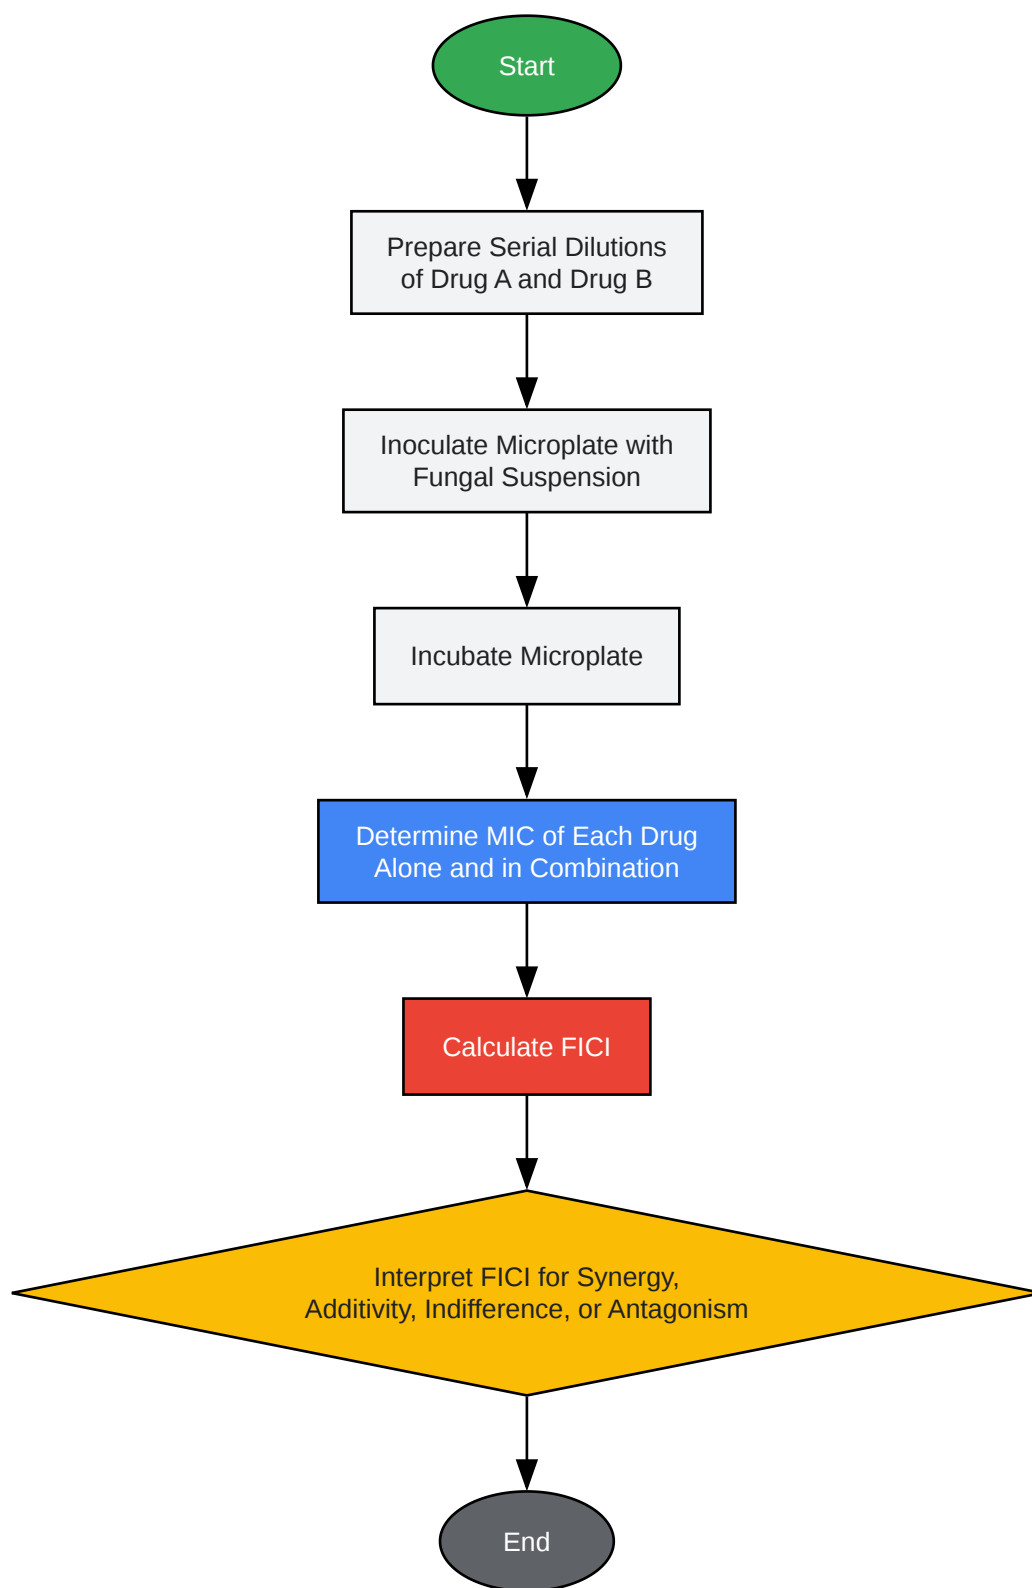 Start
Prepare Serial Dilutions
of Drug A and Drug B
Inoculate Microplate with
Fungal Suspension
Incubate Microplate
Determine MIC of Each Drug
Alone and in Combination
Calculate FICI
Interpret FICI for Synergy,
Additivity, Indifference, or Antagonism
End